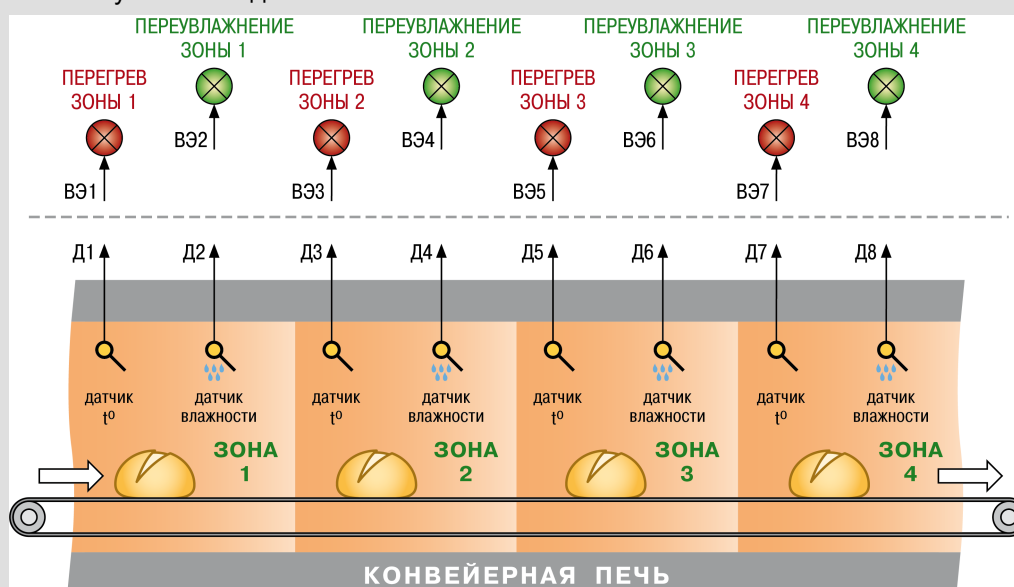 ПЕРЕУВЛАЖНЕНИЕ ЗОНЫ 1
ПЕРЕУВЛАЖНЕНИЕ ЗОНЫ 2
ПЕРЕУВЛАЖНЕНИЕ ЗОНЫ 3
ПЕРЕУВЛАЖНЕНИЕ ЗОНЫ 4
ПЕРЕГРЕВ ЗОНЫ 1
ПЕРЕГРЕВ ЗОНЫ 2
ПЕРЕГРЕВ ЗОНЫ 3
ПЕРЕГРЕВ ЗОНЫ 4
ВЭ2
ВЭ4
ВЭ6
ВЭ8
ВЭ1
ВЭ3
ВЭ5
ВЭ7
Д1
Д2
Д3
Д4
Д5
Д6
Д7
Д8
датчик tº
датчик влажности
датчик tº
датчик влажности
датчик tº
датчик влажности
датчик tº
датчик влажности
ЗОНА 1
ЗОНА 2
ЗОНА 3
ЗОНА 4
КОНВЕЙЕРНАЯ ПЕЧЬ